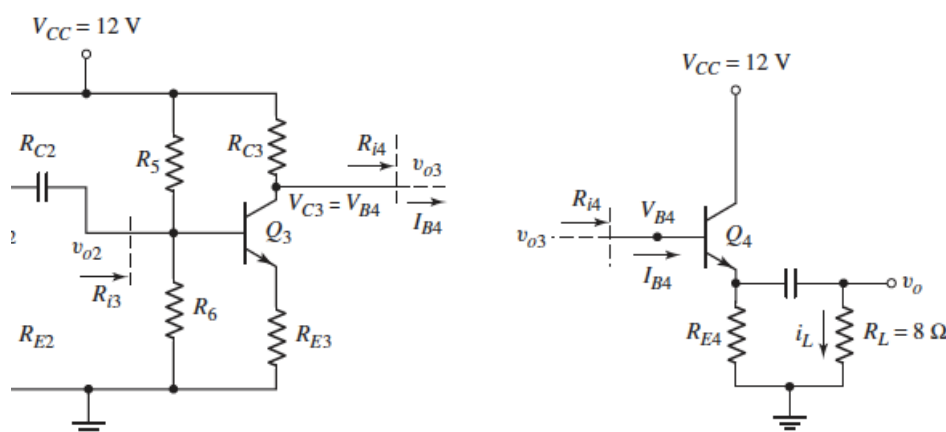 V_CC = 12 V
R_C2
R_5
R_C3
R_i4
v_o3
V_C3 = V_B4
I_B4
Q_3
2
v_o2
R_i3
R_6
R_E2
R_E3
V_CC = 12 V
R_i4
V_B4
v_o3
Q_4
I_B4
v_o
R_E4
i_L
R_L = 8 Ω